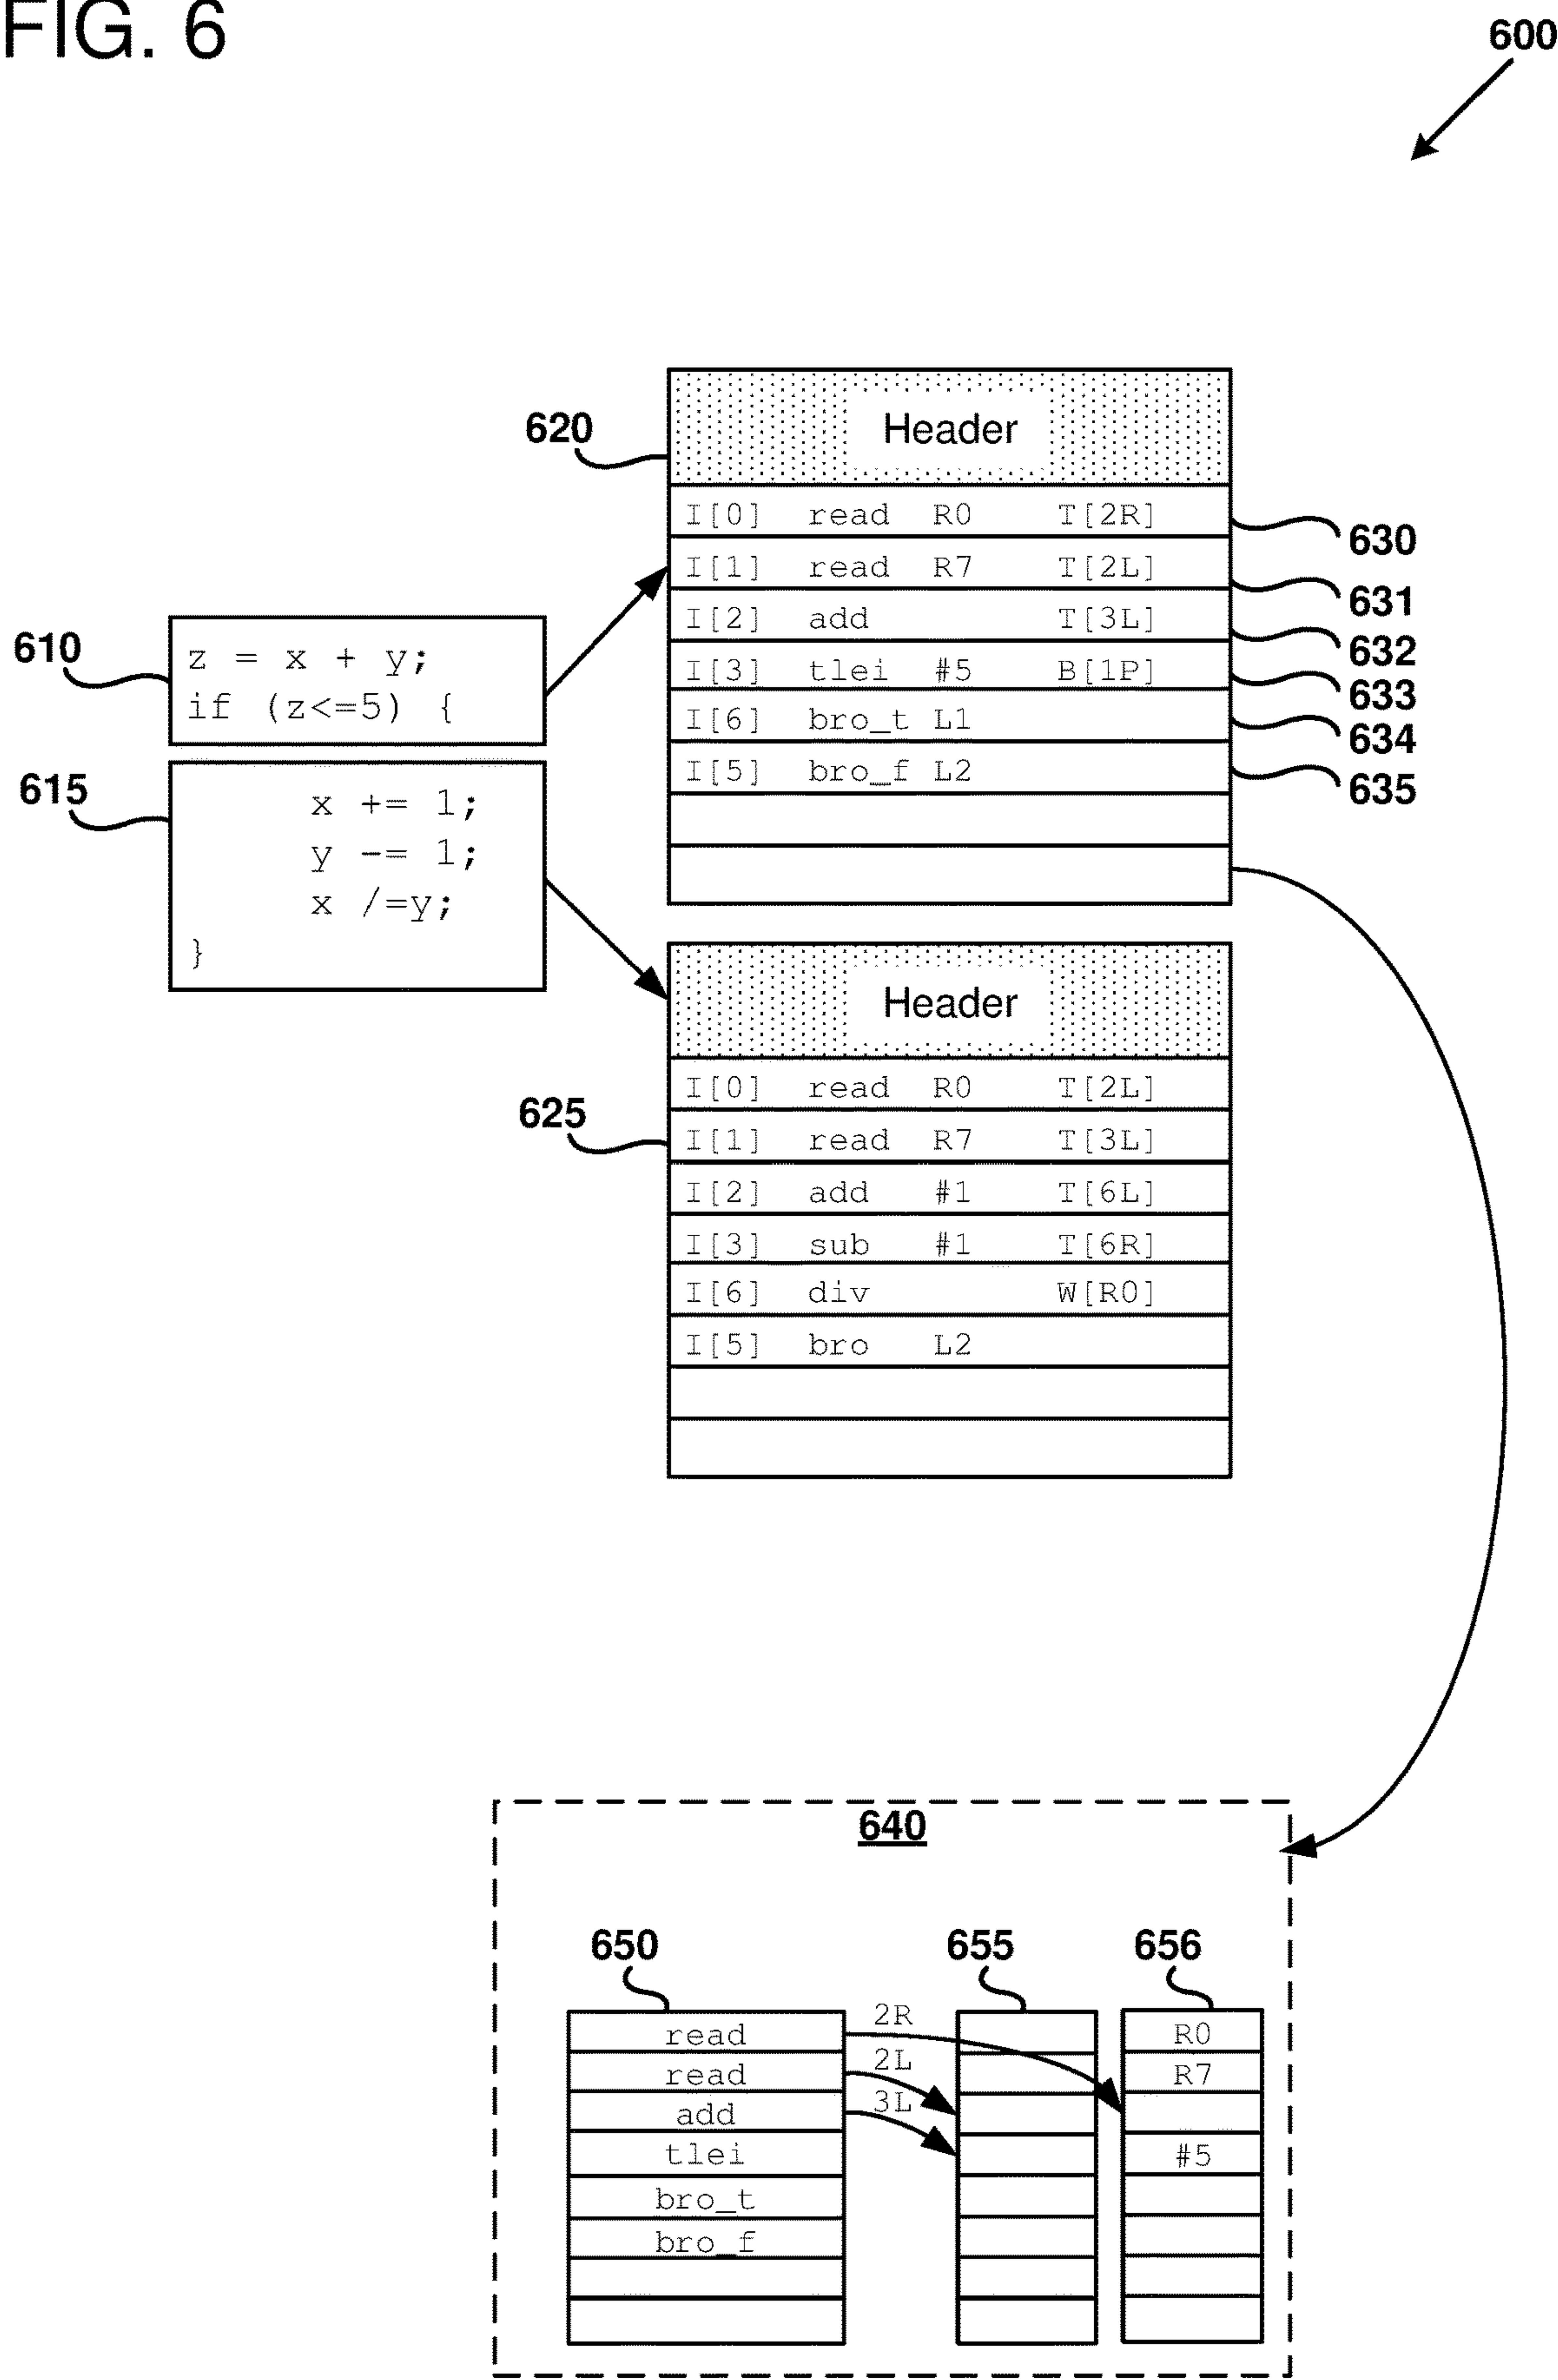 FIG. 6
600
620
Header
I[0] read R0 T[2R]
630
I[1] read R7 T[2L]
631
I[2] add T[3L]
632
I[3] tlei #5 B[1P]
633
I[6] bro_t L1
634
I[5] bro_f L2
635
610
z = x + y;
if (z<=5) {
615
x += 1;
y -= 1;
x /=y;
}
Header
625
I[0] read R0 T[2L]
I[1] read R7 T[3L]
I[2] add #1 T[6L]
I[3] sub #1 T[6R]
I[6] div W[R0]
I[5] bro L2
640
650
655
656
read
2R
R0
read
2L
R7
add
3L
tlei
#5
bro_t
bro_f